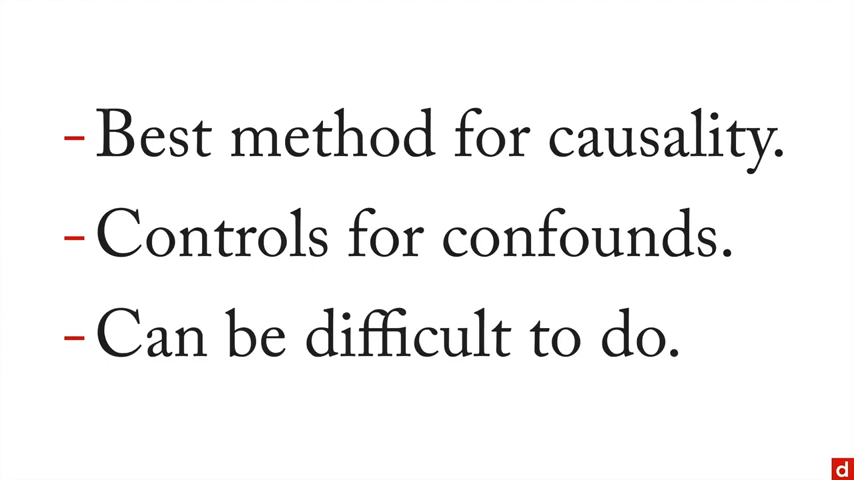 - Best method for causality.
- Controls for confounds.
- Can be difficult to do.
d